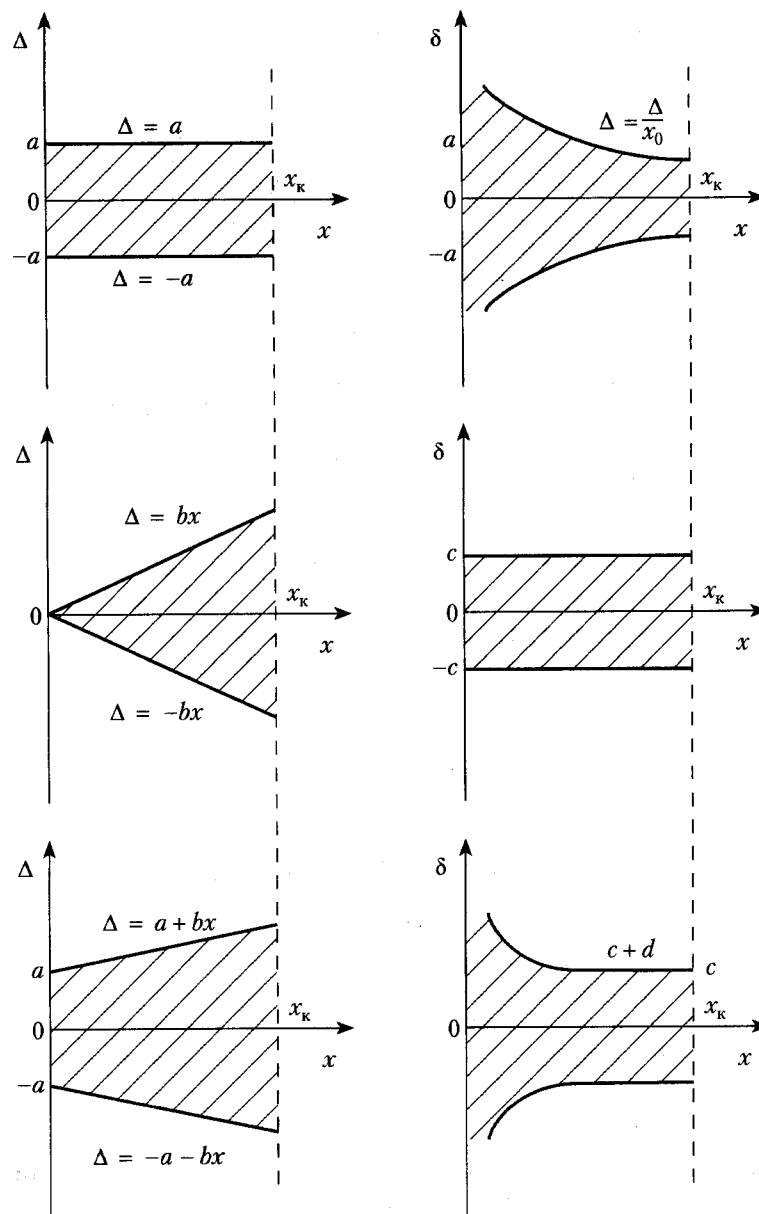 Δ
Δ = a
a
0
x_к
x
−a
Δ = −a
δ
Δ = Δ/x₀
a
0
x_к
x
−a
Δ
Δ = bx
0
x_к
x
Δ = −bx
δ
c
0
x_к
x
−c
Δ
Δ = a + bx
a
0
x_к
x
−a
Δ = −a − bx
δ
c + d
c
0
x_к
x